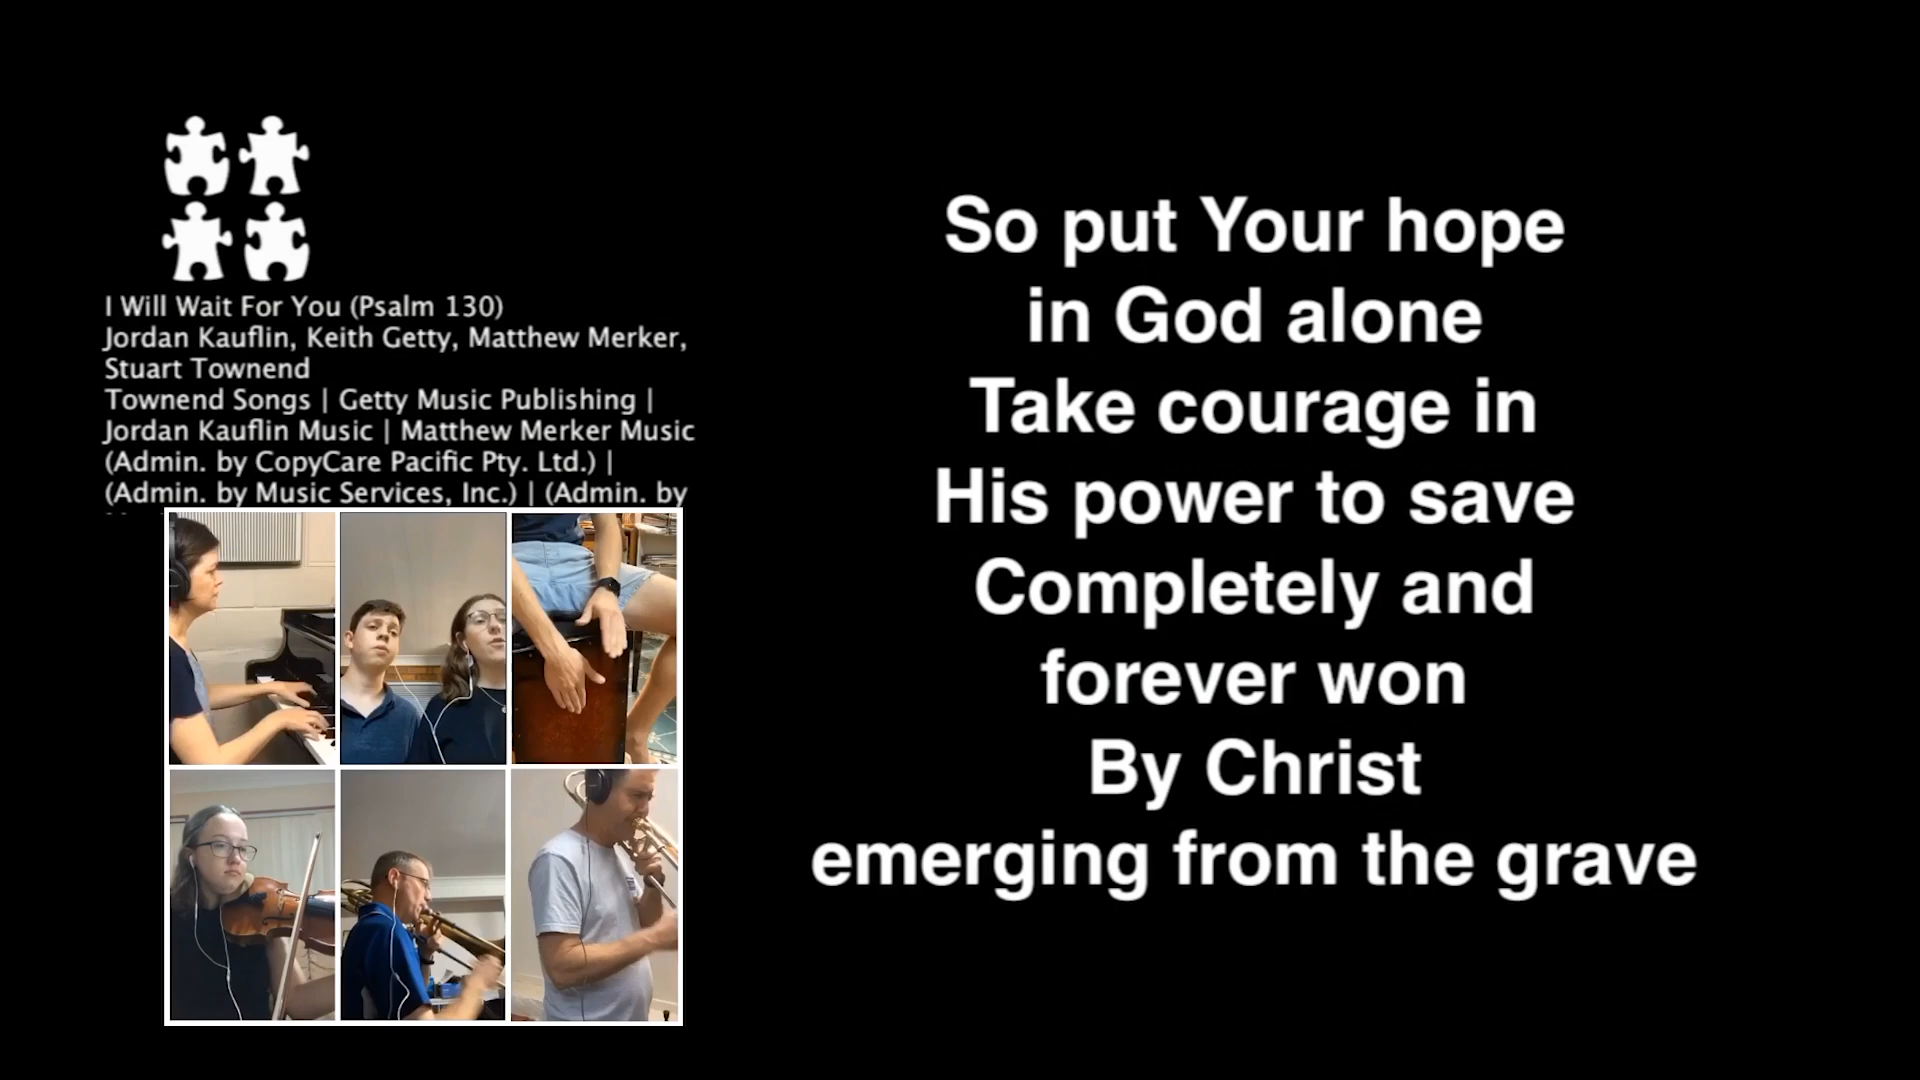 I Will Wait For You (Psalm 130)
Jordan Kauflin, Keith Getty, Matthew Merker,
Stuart Townend
Townend Songs | Getty Music Publishing |
Jordan Kauflin Music | Matthew Merker Music
(Admin. by CopyCare Pacific Pty. Ltd.) |
(Admin. by Music Services, Inc.) | (Admin. by
So put Your hope
in God alone
Take courage in
His power to save
Completely and
forever won
By Christ
emerging from the grave